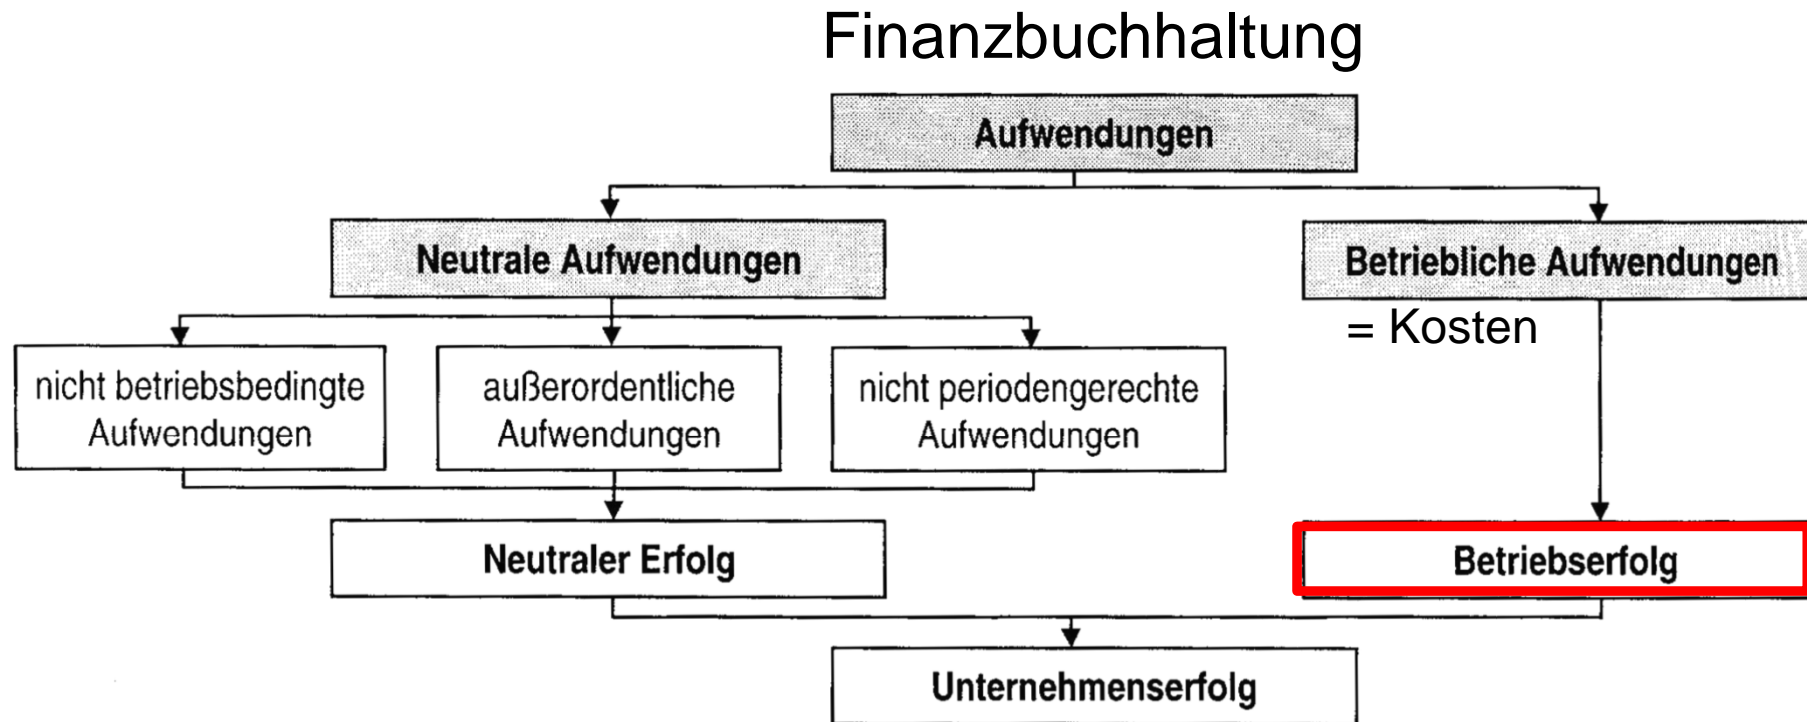 Finanzbuchhaltung
Aufwendungen
Neutrale Aufwendungen
Betriebliche Aufwendungen
= Kosten
nicht betriebsbedingte
Aufwendungen
außerordentliche
Aufwendungen
nicht periodengerechte
Aufwendungen
Neutraler Erfolg
Betriebserfolg
Unternehmenserfolg